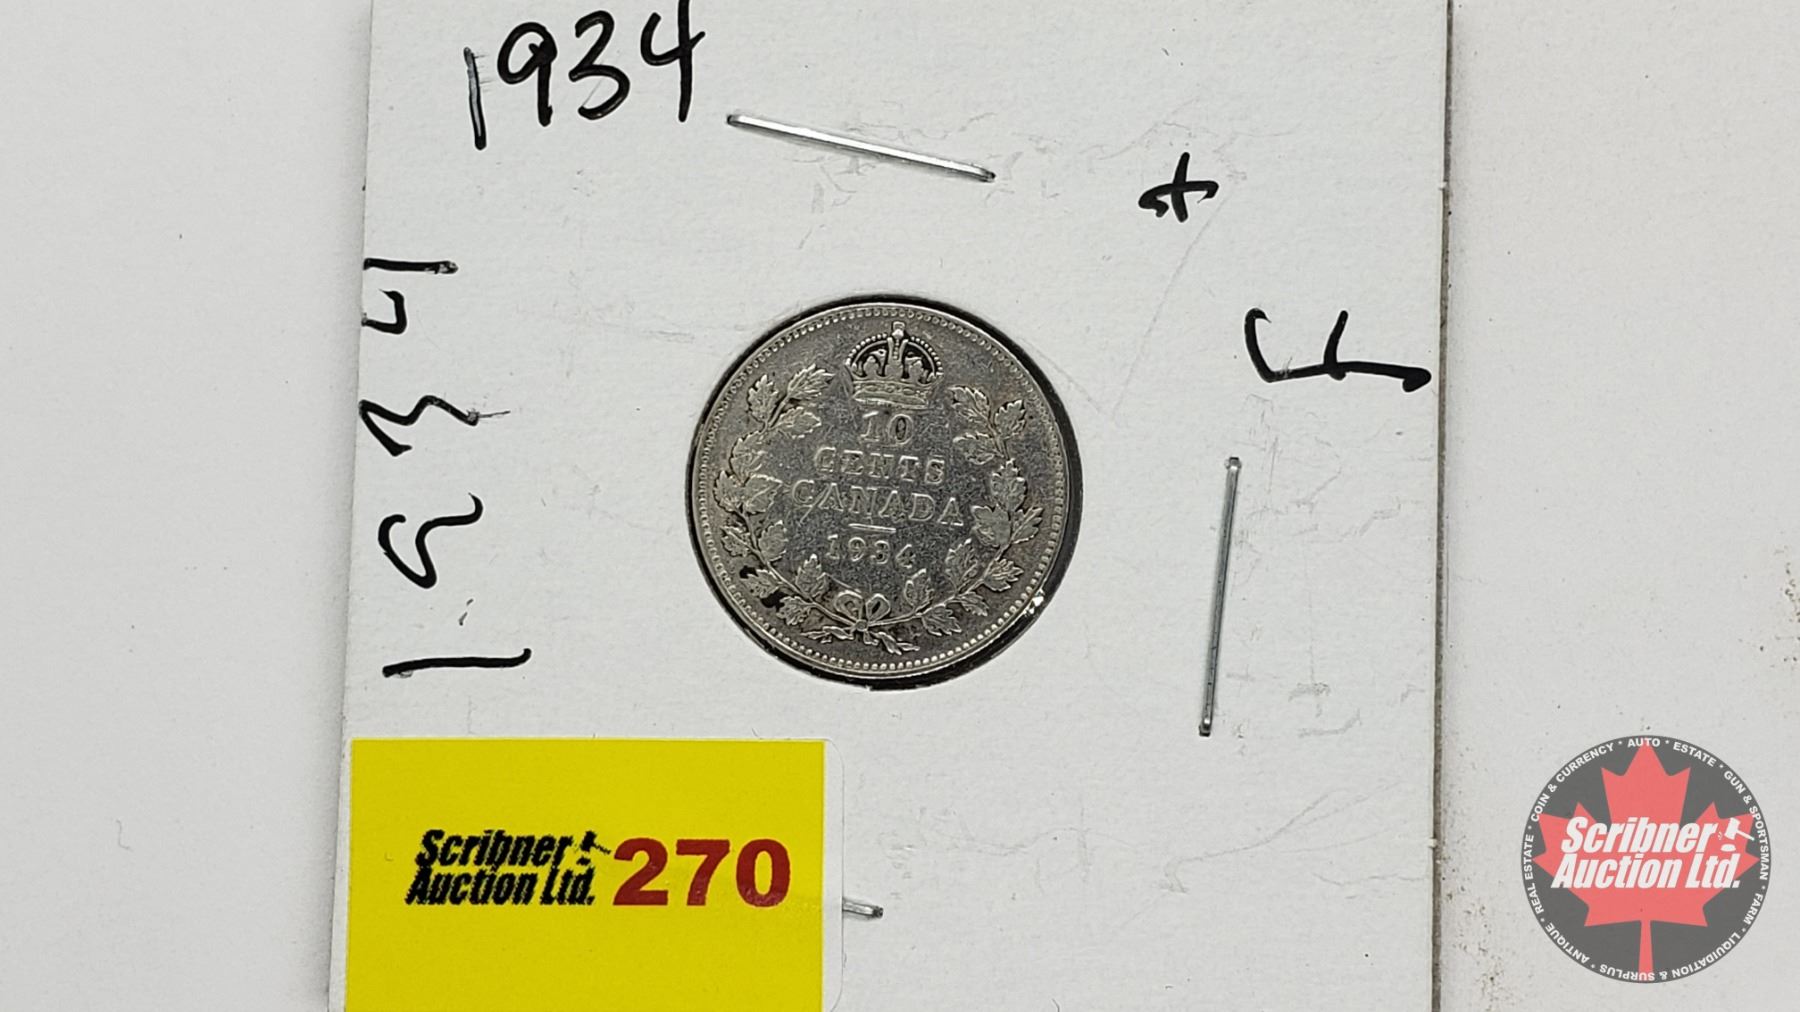 1934
1934
10
CENTS
CANADA
1934
Scribner
Auction Ltd.
270
COIN & CURRENCY * AUTO * ESTATE * GUN & SPORTSMAN * FARM * LIQUIDATION & SURPLUS * ANTIQUE * REAL ESTATE *
Scribner
Auction Ltd.